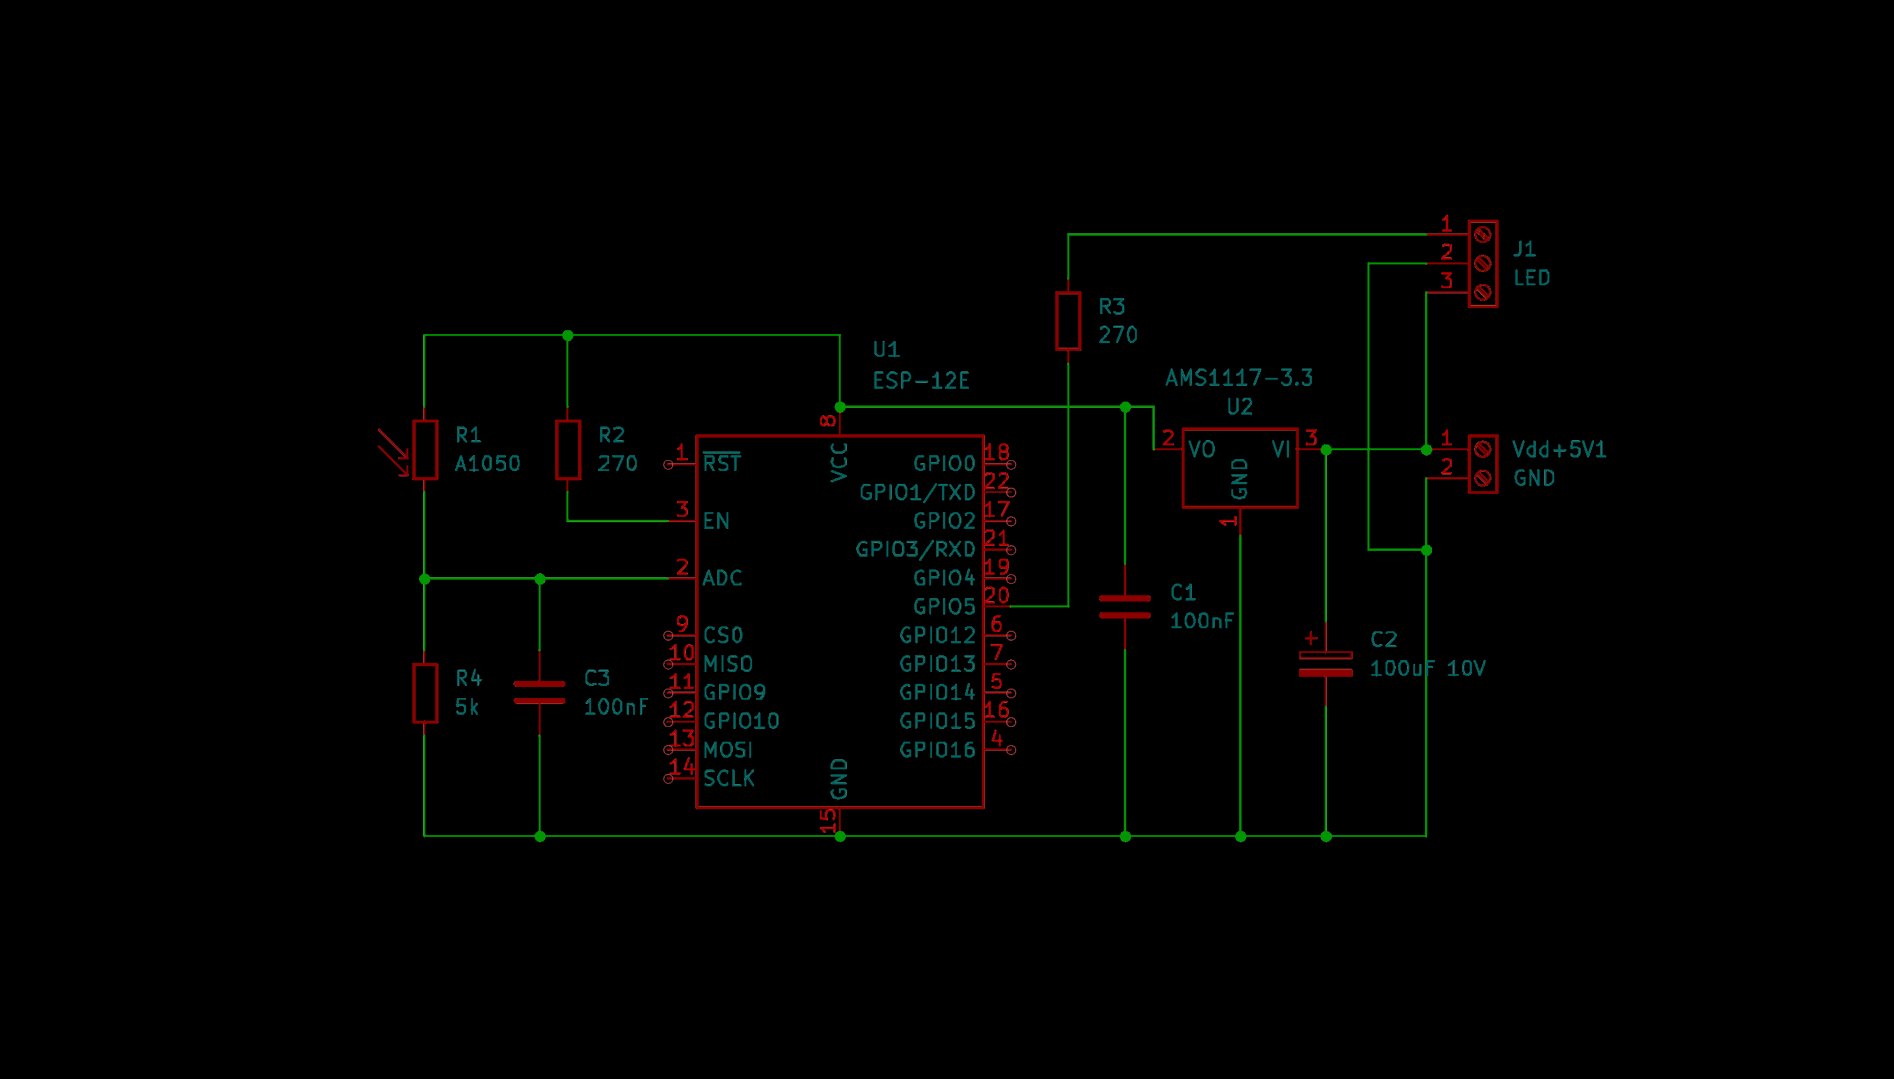 1
2
3
J1
LED
R3
270
U1
ESP-12E
AMS1117-3.3
U2
R1
A1050
R2
270
8
VCC
1
RST
3
EN
2
ADC
9
CS0
10
MISO
11
GPIO9
12
GPIO10
13
MOSI
14
SCLK
GND
15
GPIO0
18
GPIO1/TXD
22
GPIO2
17
GPIO3/RXD
21
GPIO4
19
GPIO5
20
GPIO12
6
GPIO13
7
GPIO14
5
GPIO15
16
GPIO16
4
2
VO
VI
3
GND
1
1
2
Vdd+5V1
GND
C1
100nF
+
C2
100uF 10V
R4
5k
C3
100nF